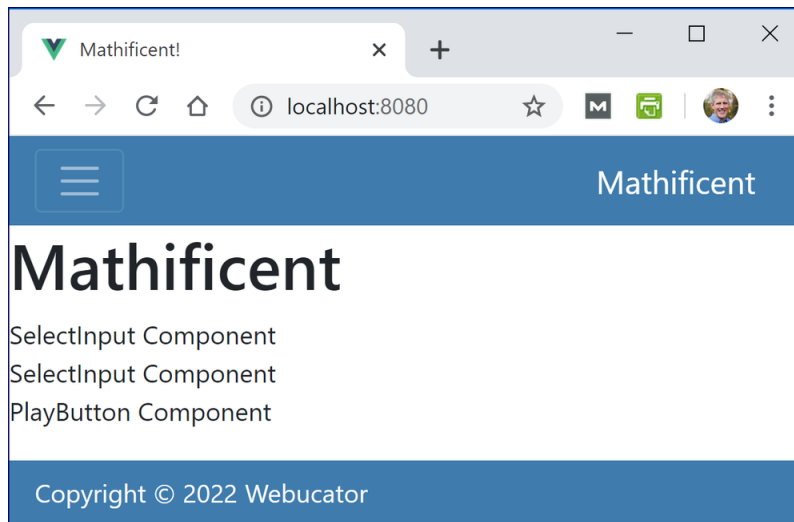 Mathificent!
localhost:8080
M
Mathificent
Mathificent
SelectInput Component
SelectInput Component
PlayButton Component
Copyright © 2022 Webucator